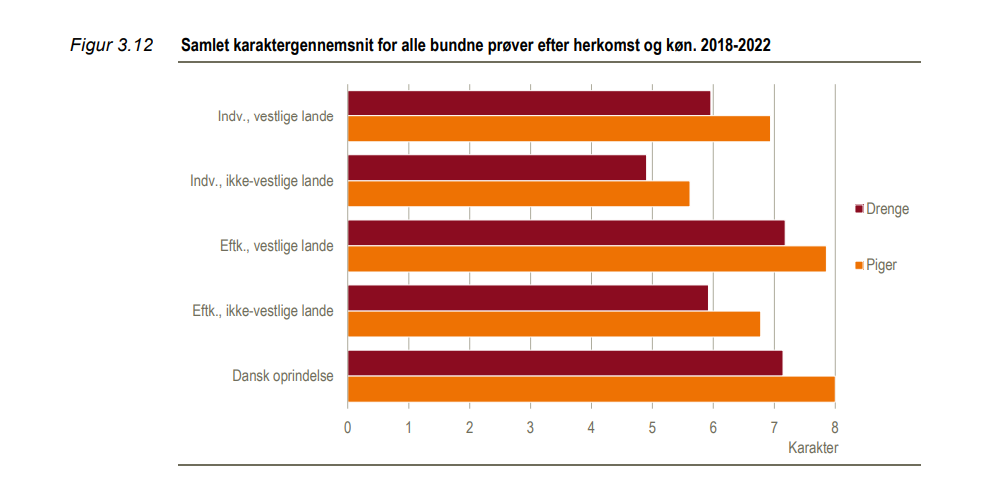 Figur 3.12 Samlet karaktergennemsnit for alle bundne prøver efter herkomst og køn. 2018-2022
Indv., vestlige lande
Indv., ikke-vestlige lande
Eftk., vestlige lande
Eftk., ikke-vestlige lande
Dansk oprindelse
0 1 2 3 4 5 6 7 8
Karakter
Drenge
Piger